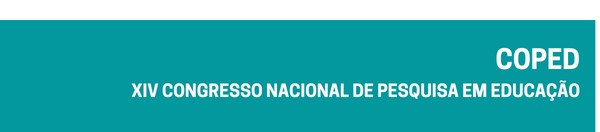 COPED
XIV CONGRESSO NACIONAL DE PESQUISA EM EDUCAÇÃO